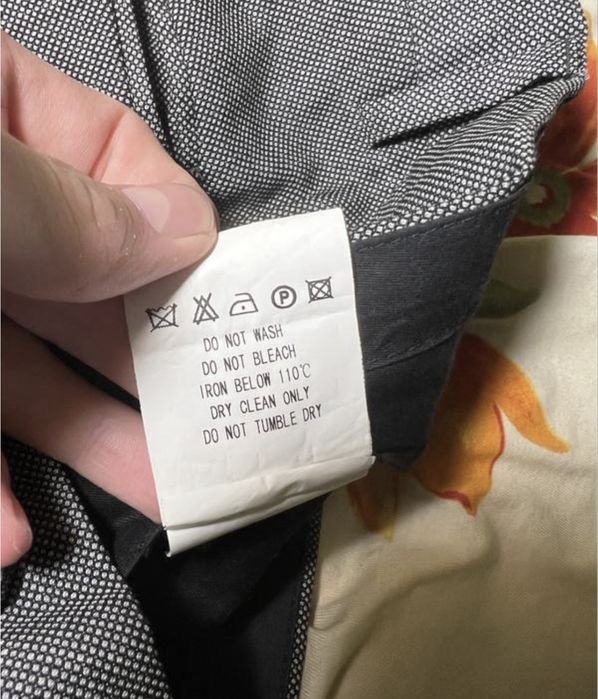 P
DO NOT WASH
DO NOT BLEACH
IRON BELOW 110℃
DRY CLEAN ONLY
DO NOT TUMBLE DRY